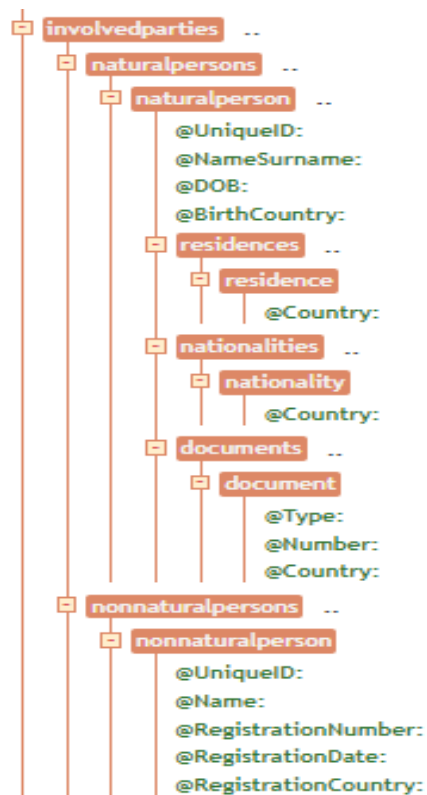 involvedparties ..
naturalpersons ..
naturalperson ..
@UniqueID:
@NameSurname:
@DOB:
@BirthCountry:
residences ..
residence
@Country:
nationalities ..
nationality
@Country:
documents ..
document
@Type:
@Number:
@Country:
nonnaturalpersons ..
nonnaturalperson
@UniqueID:
@Name:
@RegistrationNumber:
@RegistrationDate:
@RegistrationCountry: